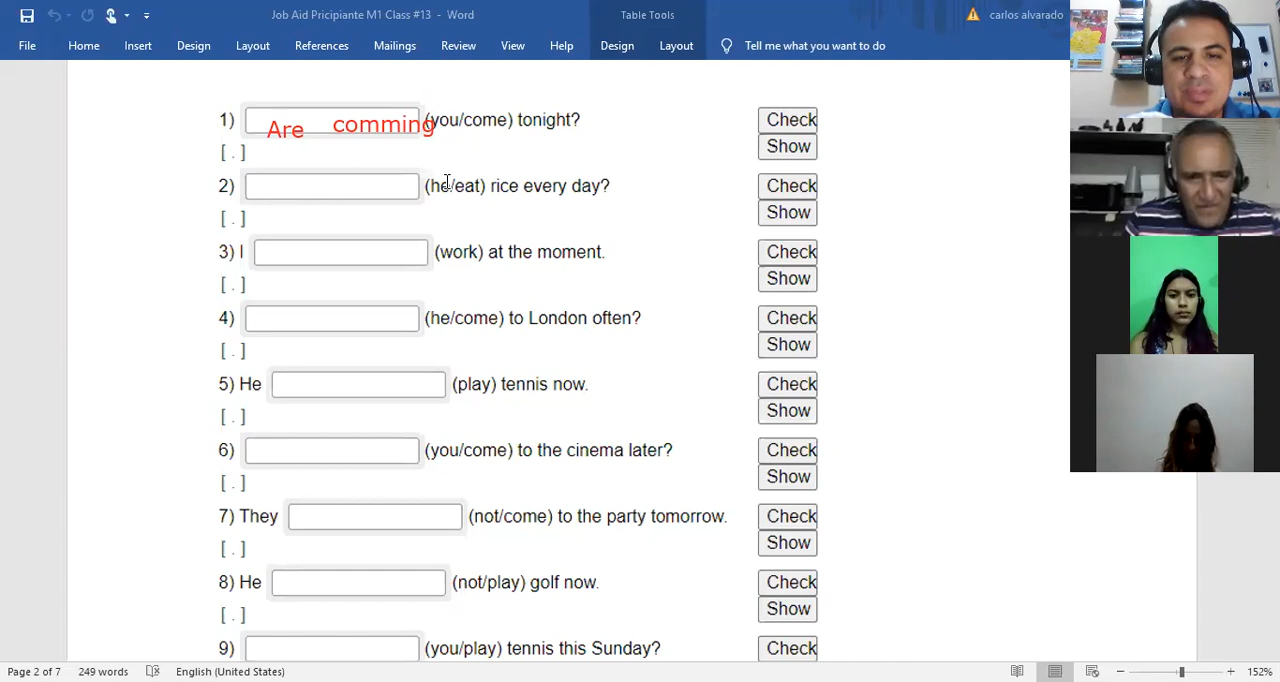 Job Aid Pricipiante M1 Class #13 - Word
Table Tools
carlos alvarado
File Home Insert Design Layout References Mailings Review View Help Design Layout Tell me what you want to do
1) Are comming (you/come) tonight? Check
[ . ] Show
2) (he/eat) rice every day? Check
[ . ] Show
3) I (work) at the moment. Check
[ . ] Show
4) (he/come) to London often? Check
[ . ] Show
5) He (play) tennis now. Check
[ . ] Show
6) (you/come) to the cinema later? Check
[ . ] Show
7) They (not/come) to the party tomorrow. Check
[ . ] Show
8) He (not/play) golf now. Check
[ . ] Show
9) (you/play) tennis this Sunday? Check
Page 2 of 7 249 words English (United States) 152%